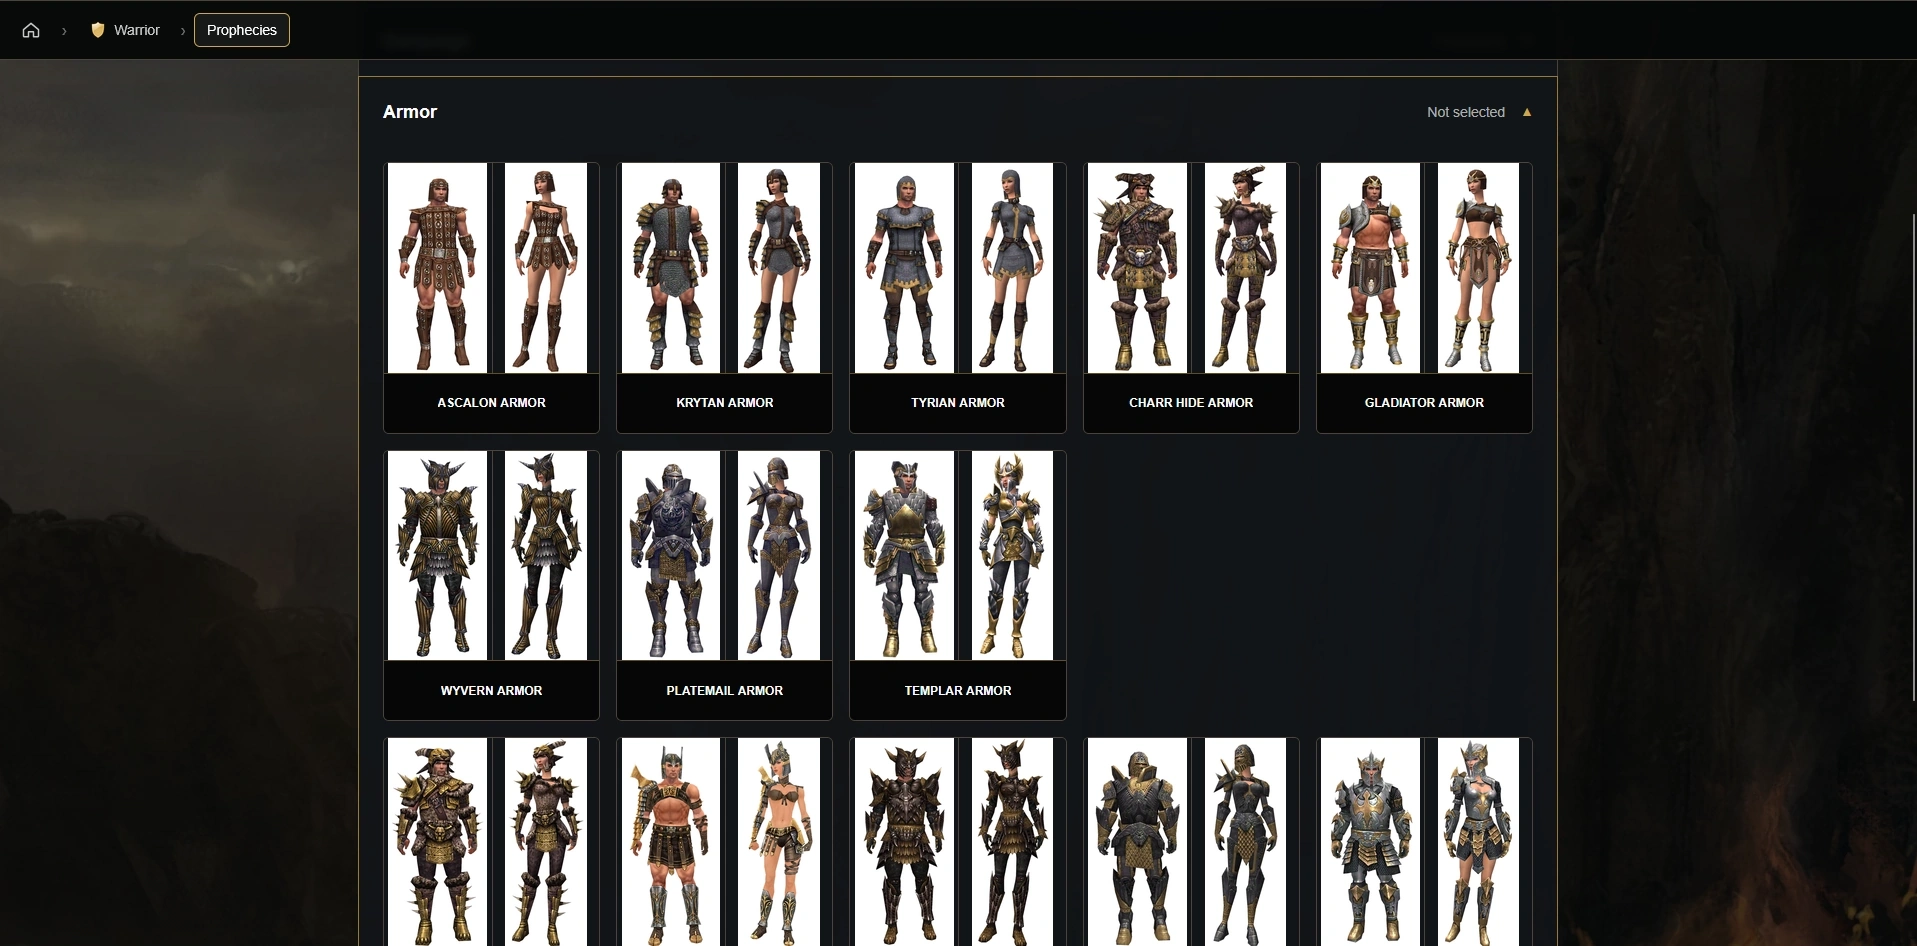 Warrior
Prophecies
Armor
Not selected
ASCALON ARMOR
KRYTAN ARMOR
TYRIAN ARMOR
CHARR HIDE ARMOR
GLADIATOR ARMOR
WYVERN ARMOR
PLATEMAIL ARMOR
TEMPLAR ARMOR